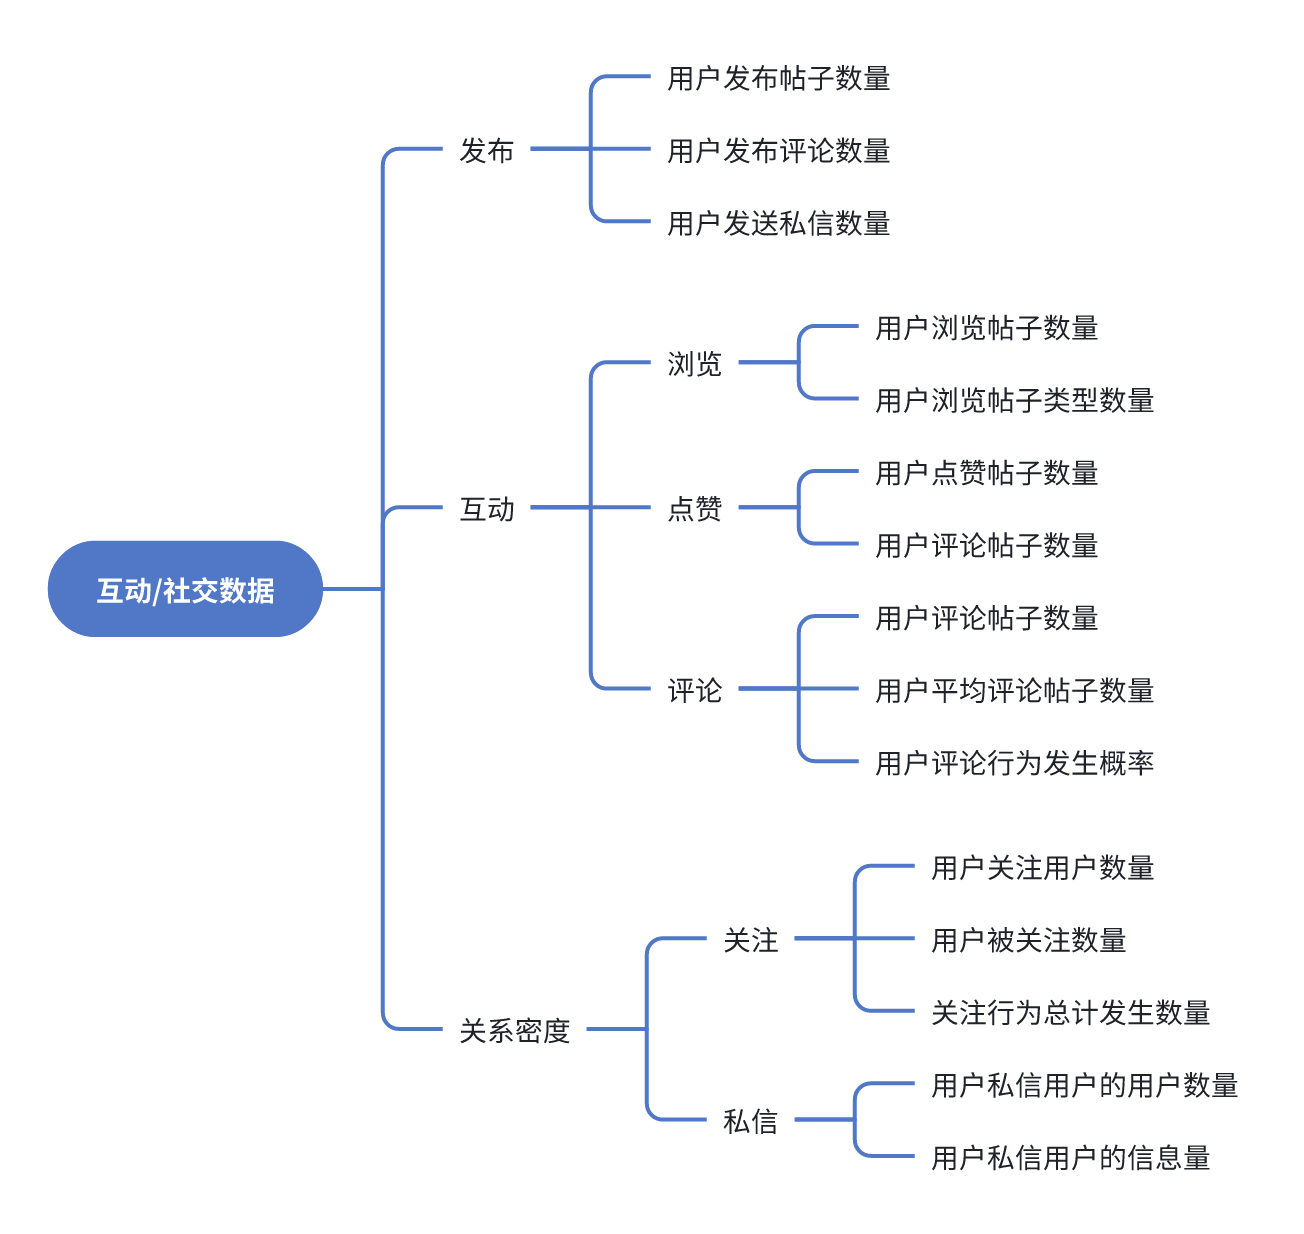 互动/社交数据
发布
用户发布帖子数量
用户发布评论数量
用户发送私信数量
互动
浏览
用户浏览帖子数量
用户浏览帖子类型数量
点赞
用户点赞帖子数量
用户评论帖子数量
评论
用户评论帖子数量
用户平均评论帖子数量
用户评论行为发生概率
关系密度
关注
用户关注用户数量
用户被关注数量
关注行为总计发生数量
私信
用户私信用户的用户数量
用户私信用户的信息量